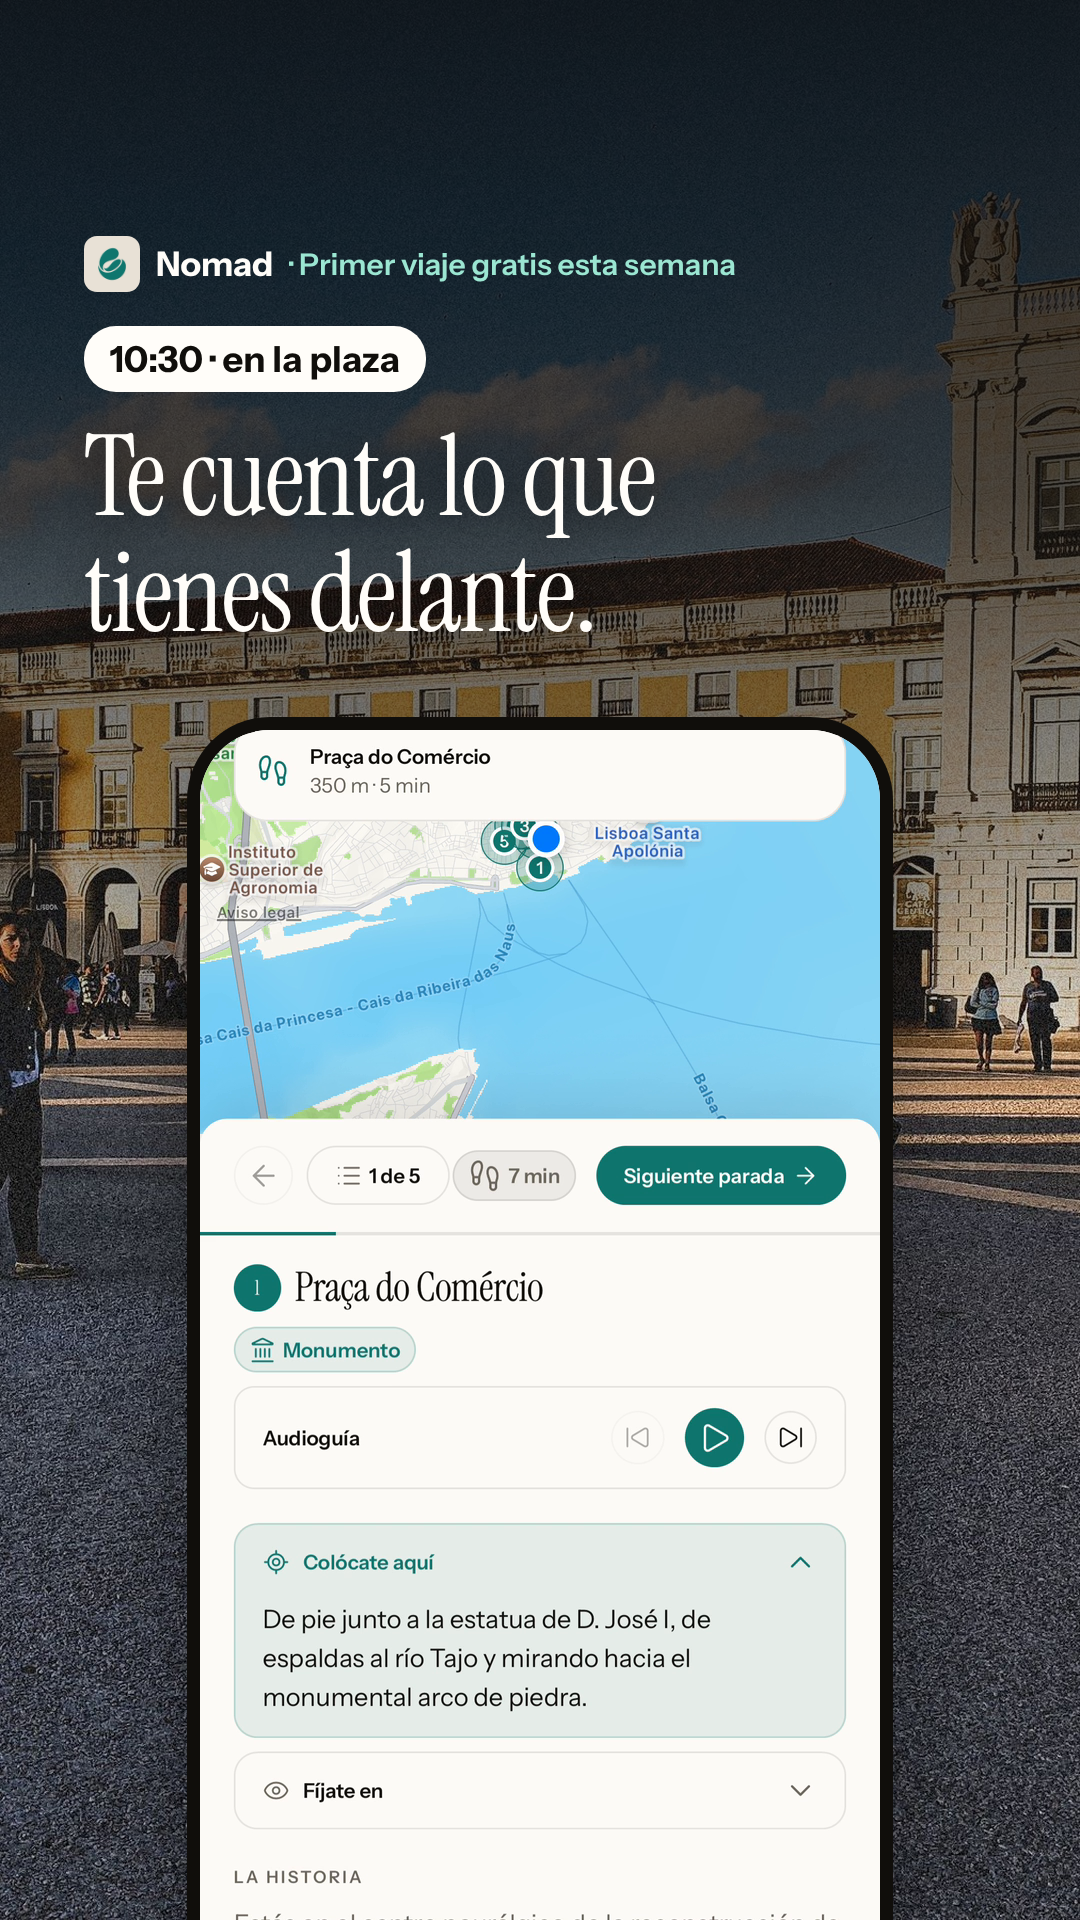 Nomad · Primer viaje gratis esta semana
10:30 · en la plaza
Te cuenta lo que
tienes delante.
Praça do Comércio
350 m · 5 min
Lisboa Santa
Apolónia
5
3
1
Instituto
Superior de
Agronomia
Aviso legal
LISBOA
Cais da Princesa - Cais da Ribeira das Naus
Balsa
1 de 5
7 min
Siguiente parada
1 Praça do Comércio
Monumento
Audioguía
Colócate aquí
De pie junto a la estatua de D. José I, de
espaldas al río Tajo y mirando hacia el
monumental arco de piedra.
Fíjate en
LA HISTORIA